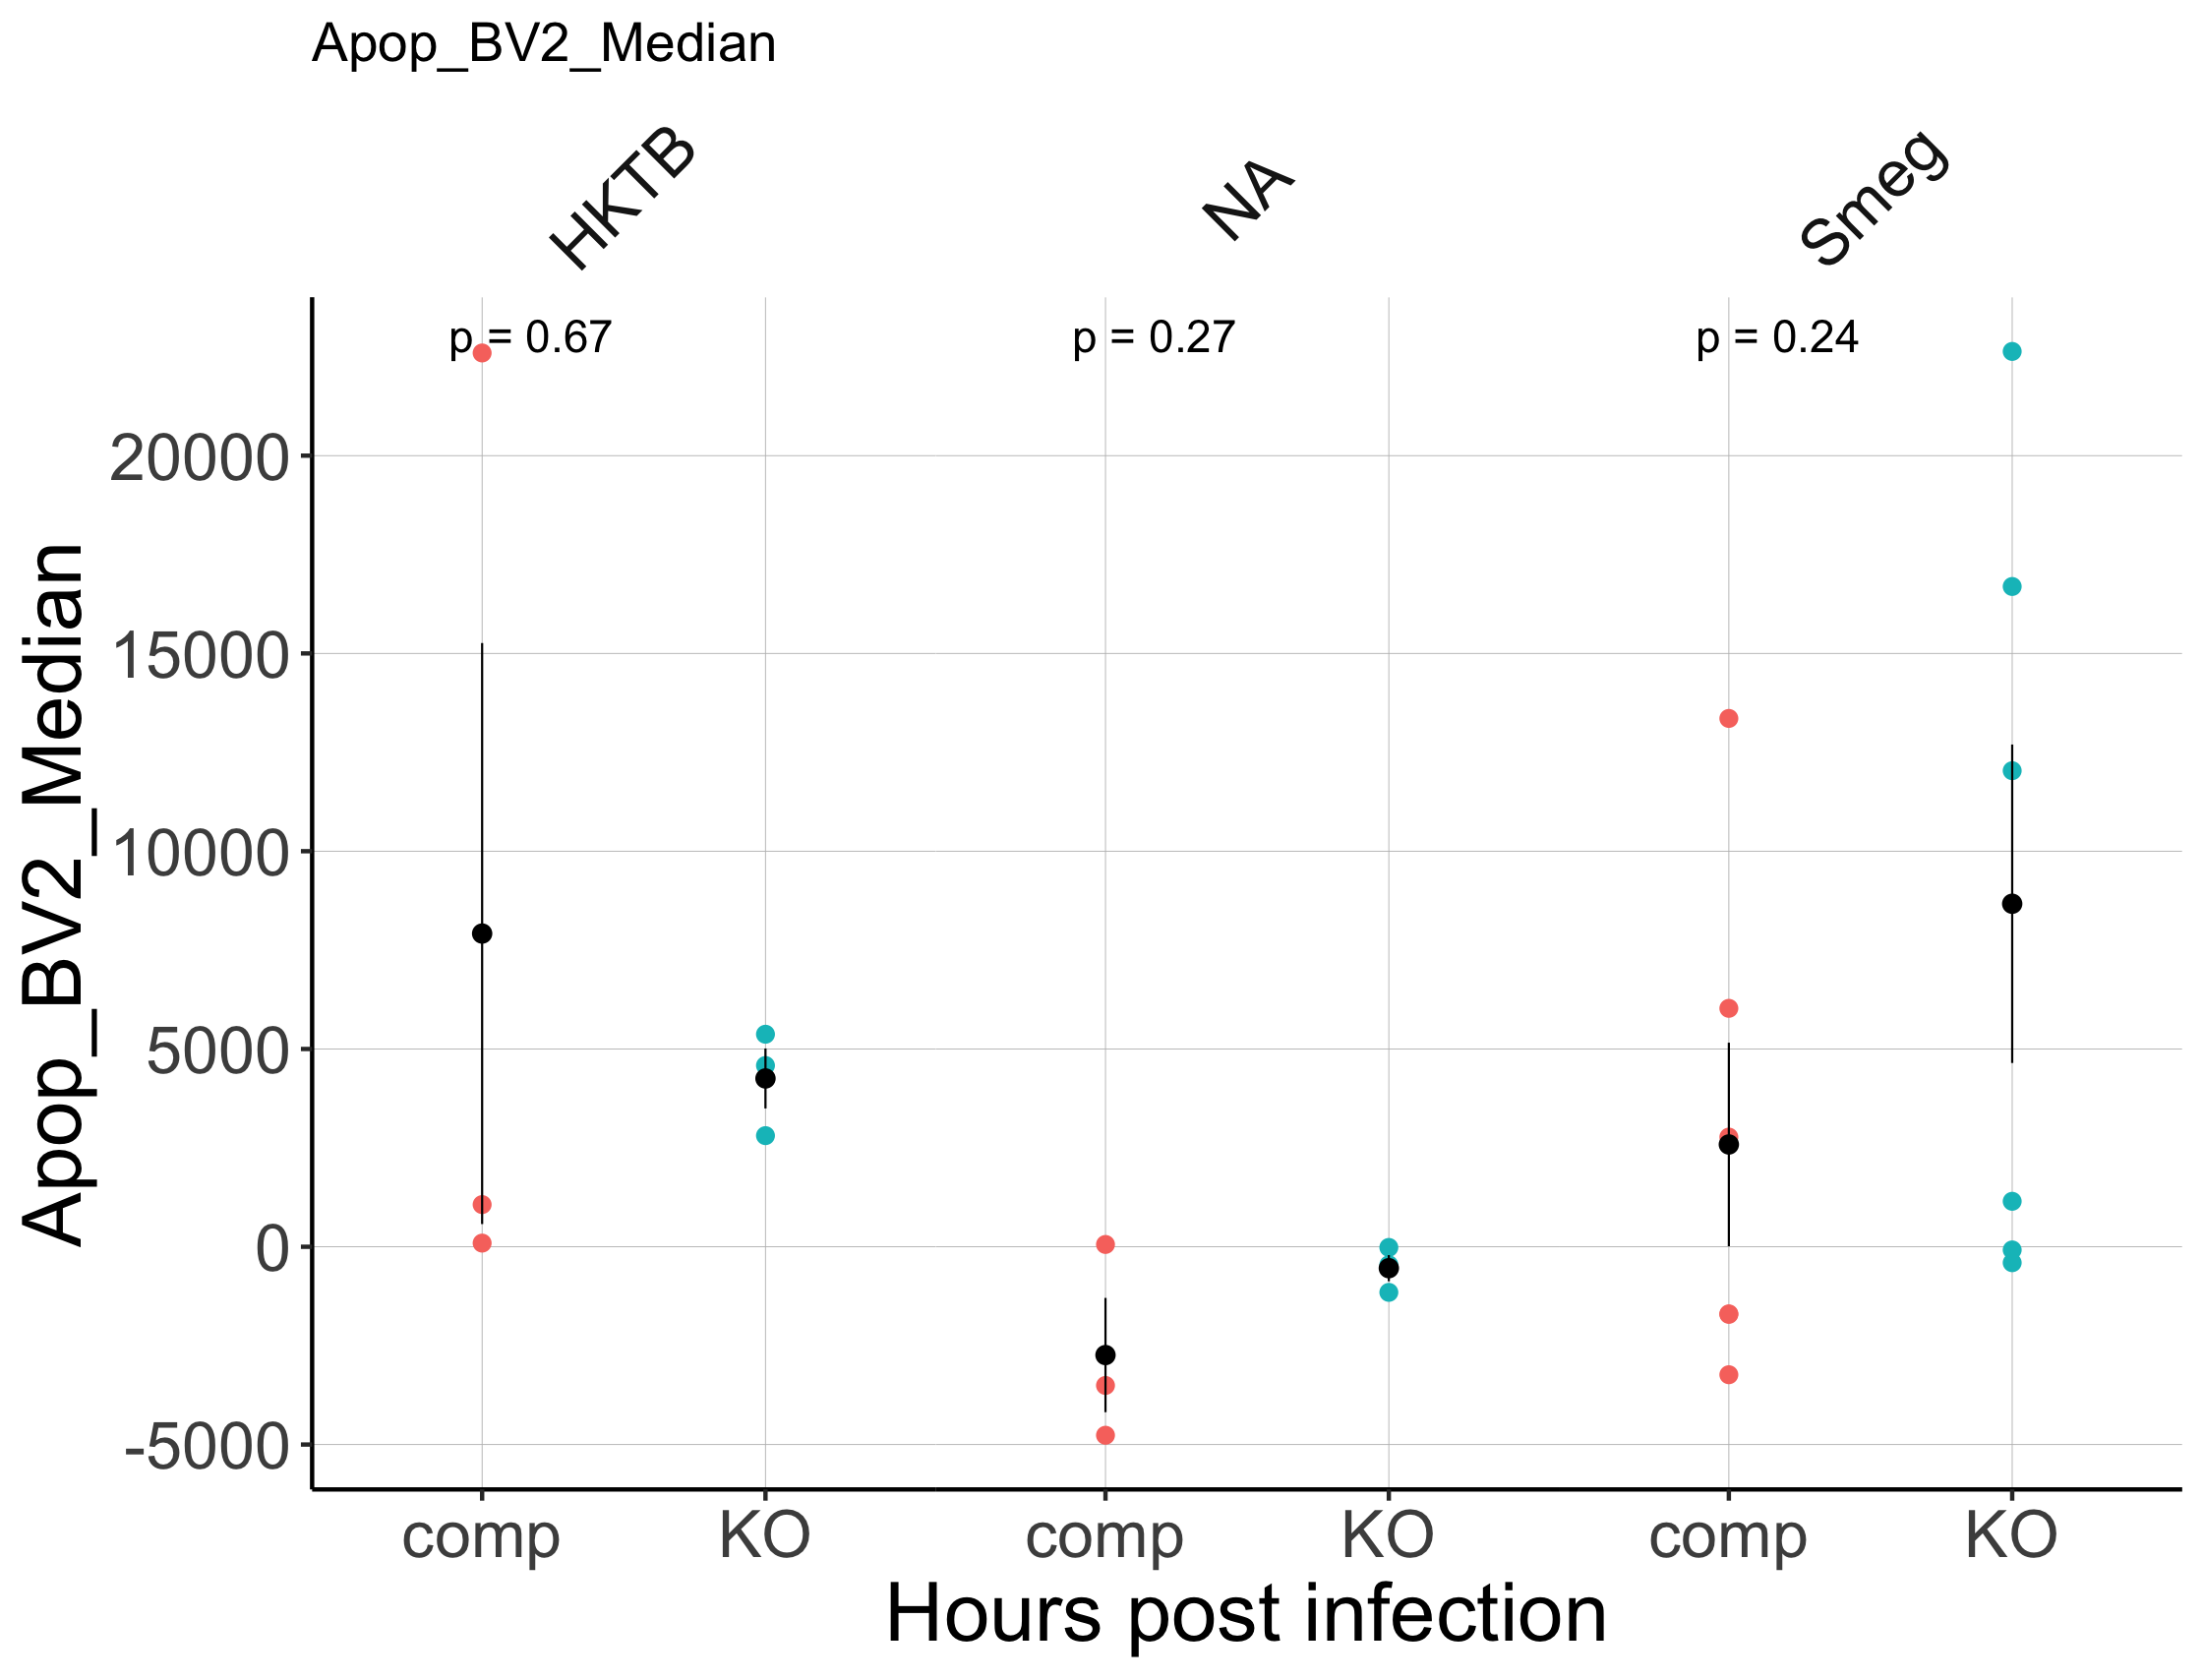 Apop_BV2_Median
HKTB
NA
Smeg
p = 0.67
p = 0.27
p = 0.24
Apop_BV2_Median
20000
15000
10000
5000
0
-5000
comp
KO
comp
KO
comp
KO
Hours post infection